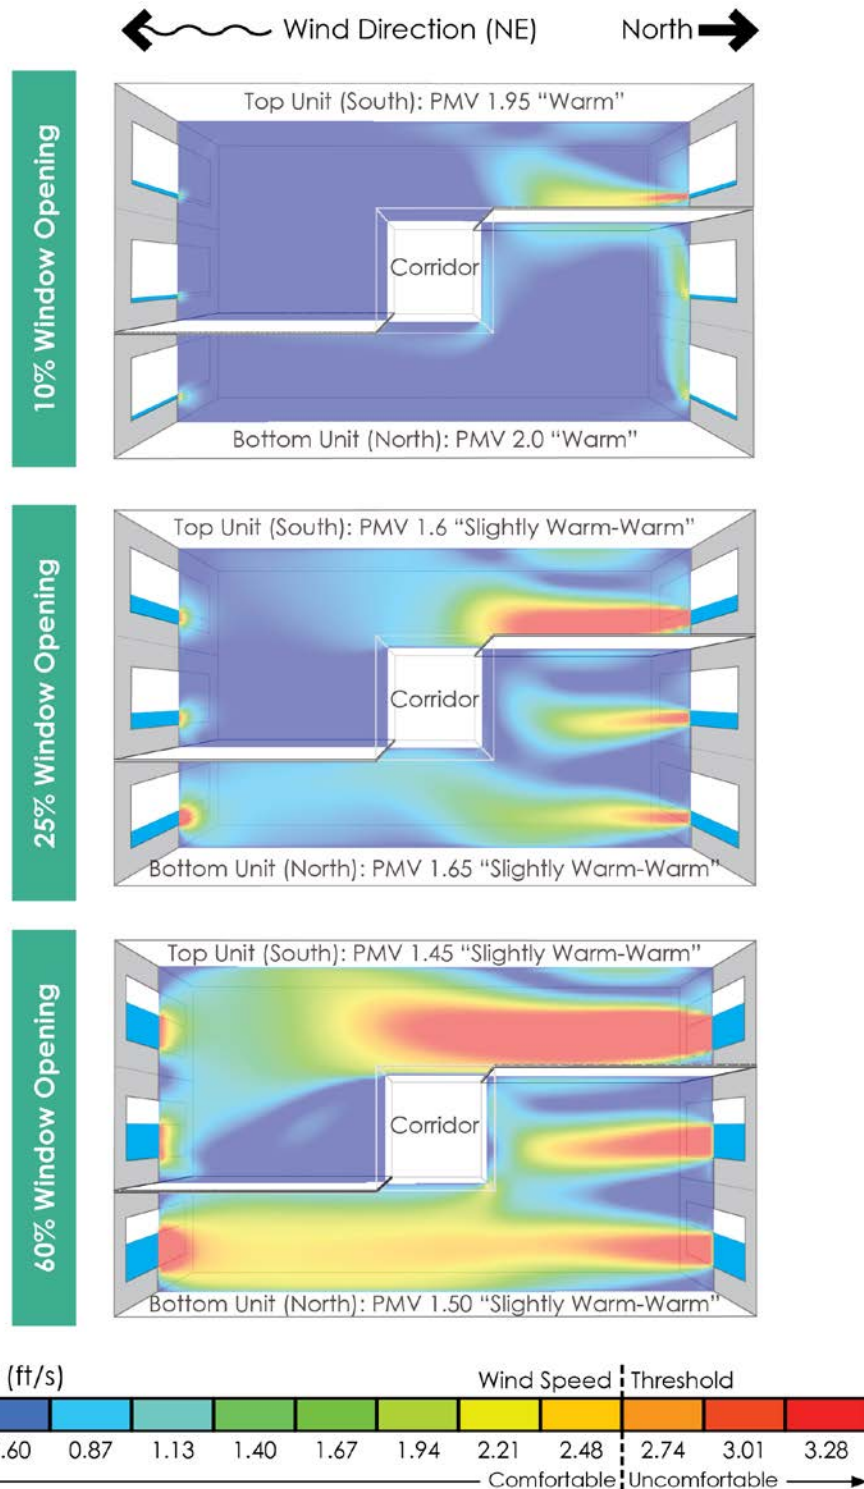 Wind Direction (NE) North
10% Window Opening
Top Unit (South): PMV 1.95 “Warm”
Corridor
Bottom Unit (North): PMV 2.0 “Warm”
25% Window Opening
Top Unit (South): PMV 1.6 “Slightly Warm-Warm”
Corridor
Bottom Unit (North): PMV 1.65 “Slightly Warm-Warm”
60% Window Opening
Top Unit (South): PMV 1.45 “Slightly Warm-Warm”
Corridor
Bottom Unit (North): PMV 1.50 “Slightly Warm-Warm”
(ft/s) Wind Speed Threshold
.60 0.87 1.13 1.40 1.67 1.94 2.21 2.48 2.74 3.01 3.28
Comfortable Uncomfortable